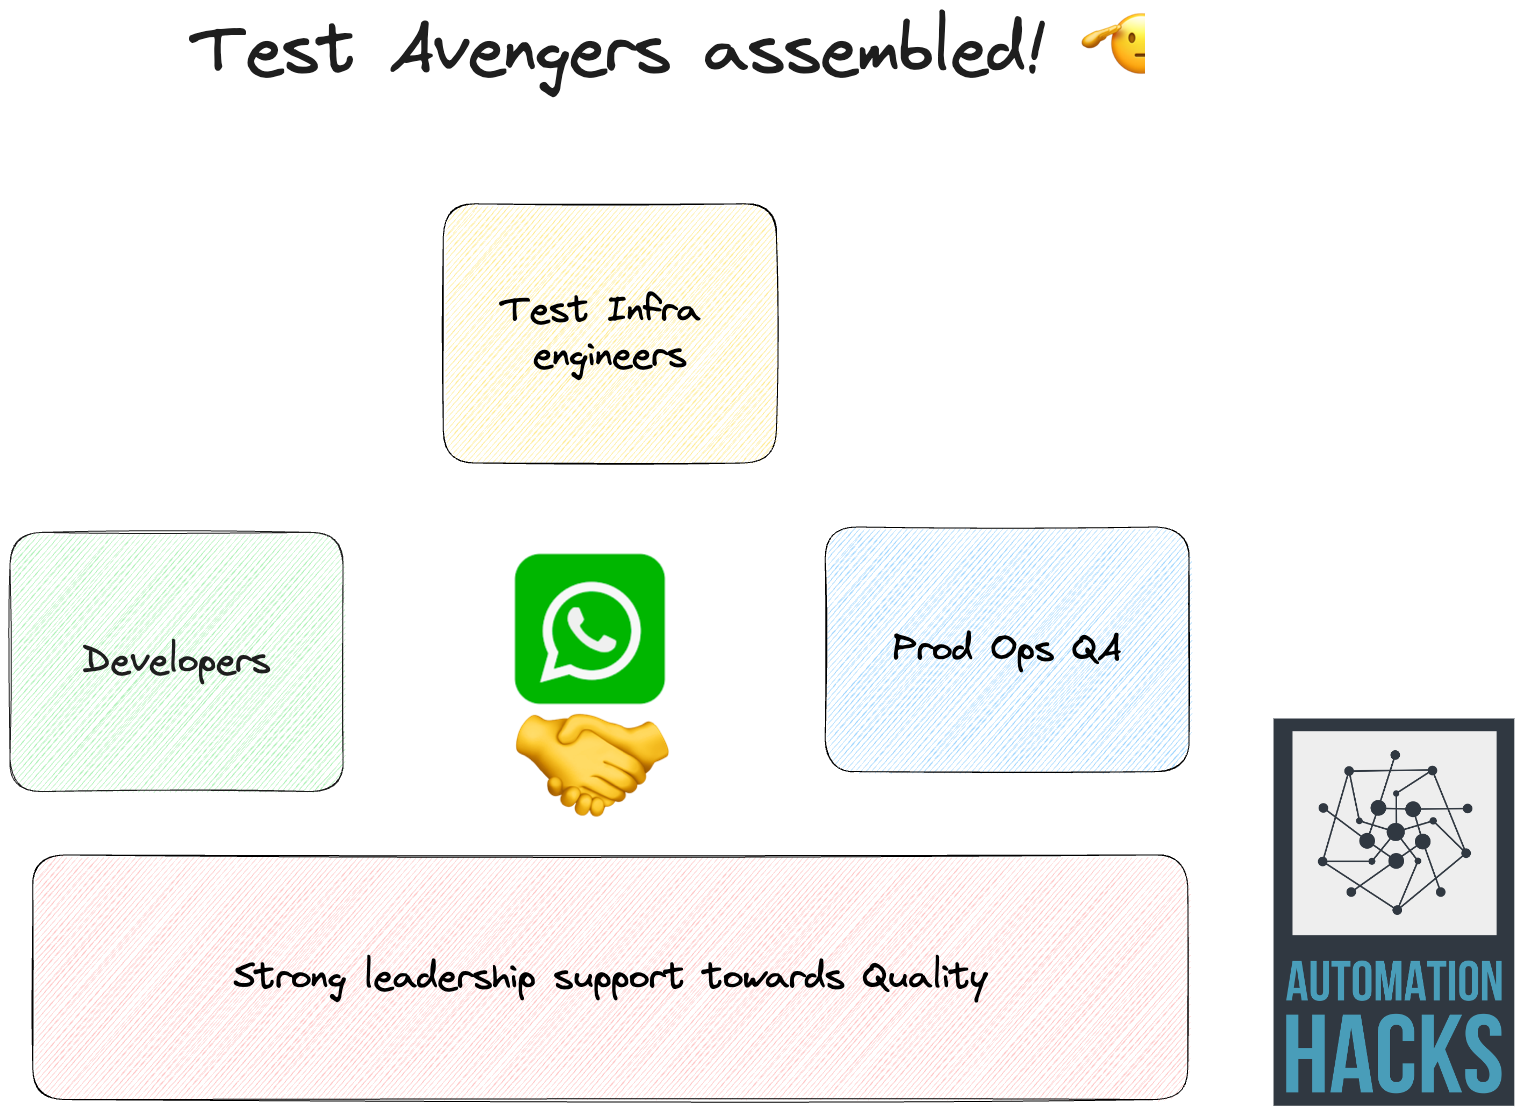 Test Avengers assembled!
Test Infra
engineers
Developers
Prod Ops QA
Strong leadership support towards Quality
AUTOMATION
HACKS